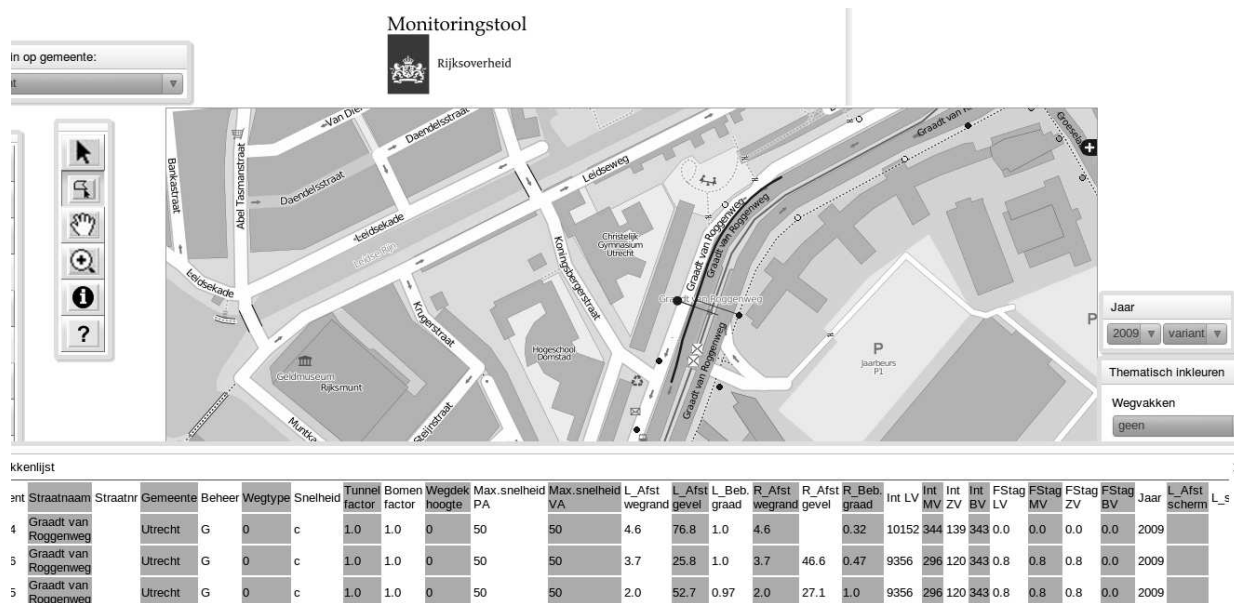 Monitoringstool
Rijksoverheid
in op gemeente:
Van
Daendelsstraat
Daendelsstraat
Abel Tasmanstraat
Bankastraat
Leidseweg
Leidsekade
Leidse Rijn
Leidsekade
Christelijk
Gymnasium
Utrecht
Koningsbergerstraat
Krugerstraat
Hogeschool
Domstad
Geldmuseum
Rijksmunt
Graadt van Roggenweg
Graadt van Roggenweg
Graadt van Roggenweg
Graadt van Roggenweg
P
Jaarbeurs
P1
P
?
Jaar
2009 variant
Thematisch inkleuren
Wegvakken
geen
kkenlijst
ent Straatnaam Straatnr Gemeente Beheer Wegtype Snelheid Tunnel factor Bomen factor Wegdek hoogte Max.snelheid PA Max.snelheid VA L_Afst wegrand L_Afst gevel L_Beb. graad R_Afst wegrand R_Afst gevel R_Beb. graad Int LV Int MV Int ZV Int BV FStag LV FStag MV FStag ZV FStag BV Jaar L_Afst scherm L_s
4 Graadt van Roggenweg Utrecht G 0 c 1.0 1.0 0 50 50 4.6 76.8 1.0 4.6 0.32 10152 344 139 343 0.0 0.0 0.0 0.0 2009
6 Graadt van Roggenweg Utrecht G 0 c 1.0 1.0 0 50 50 3.7 25.8 1.0 3.7 46.6 0.47 9356 296 120 343 0.8 0.8 0.8 0.0 2009
5 Graadt van Roggenweg Utrecht G 0 c 1.0 1.0 0 50 50 2.0 52.7 0.97 2.0 27.1 1.0 9356 296 120 343 0.8 0.8 0.8 0.0 2009